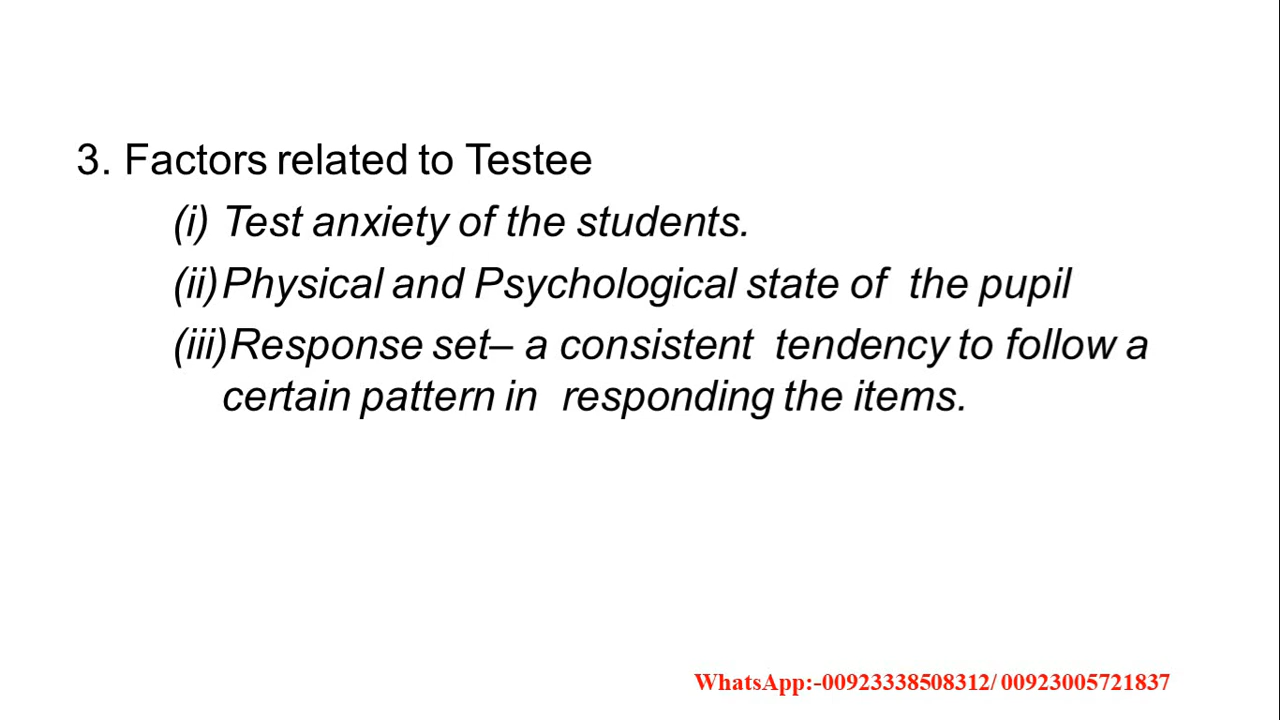 3. Factors related to Testee
(i) Test anxiety of the students.
(ii)Physical and Psychological state of the pupil
(iii)Response set– a consistent tendency to follow a
certain pattern in responding the items.
WhatsApp:-00923338508312/ 00923005721837